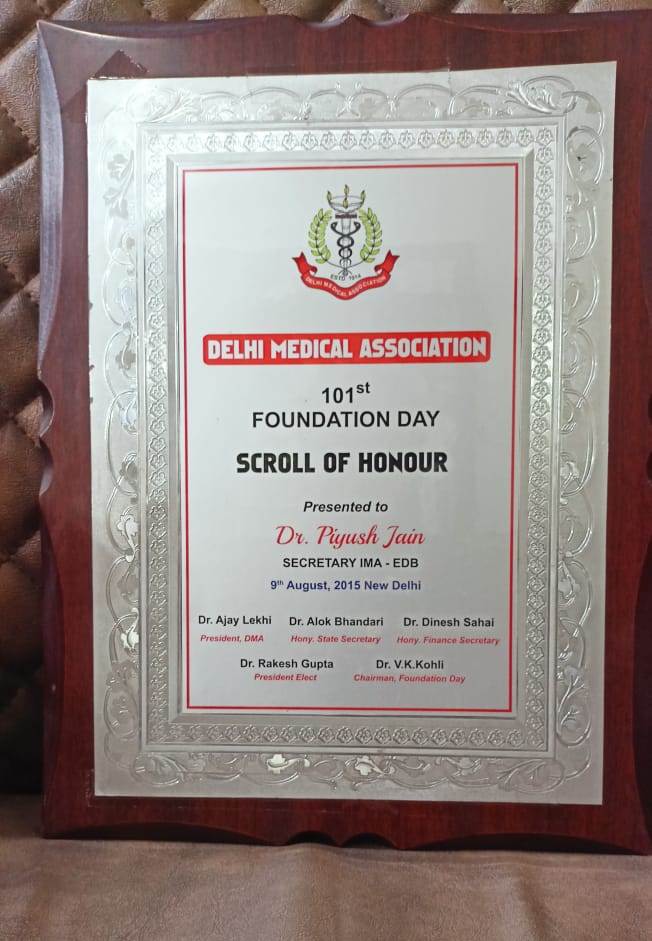 ESTD 1914
DELHI MEDICAL ASSOCIATION
DELHI MEDICAL ASSOCIATION
101st
FOUNDATION DAY
SCROLL OF HONOUR
Presented to
Dr. Piyush Jain
SECRETARY IMA - EDB
9th August, 2015 New Delhi
Dr. Ajay Lekhi Dr. Alok Bhandari Dr. Dinesh Sahai
President, DMA Hony. State Secretary Hony. Finance Secretary
Dr. Rakesh Gupta Dr. V.K.Kohli
President Elect Chairman, Foundation Day